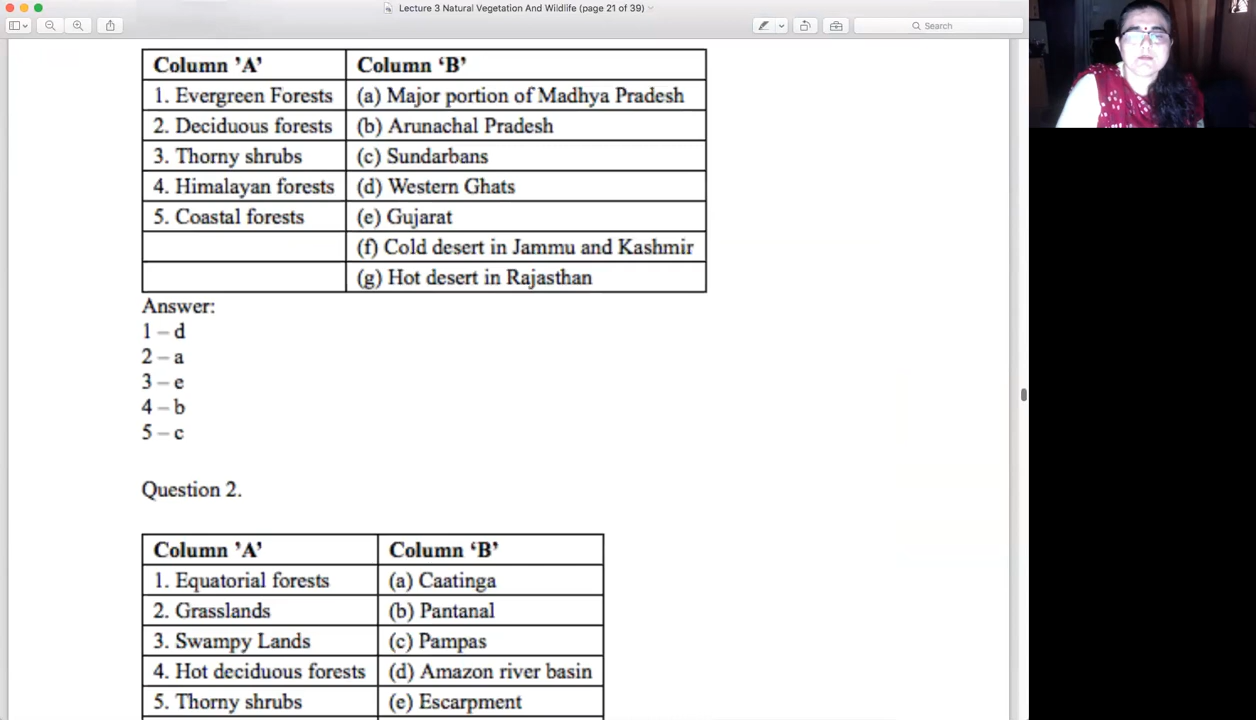 Lecture 3 Natural Vegetation And Wildlife (page 21 of 39)
Search
Column ’A’ Column ‘B’
1. Evergreen Forests (a) Major portion of Madhya Pradesh
2. Deciduous forests (b) Arunachal Pradesh
3. Thorny shrubs (c) Sundarbans
4. Himalayan forests (d) Western Ghats
5. Coastal forests (e) Gujarat
(f) Cold desert in Jammu and Kashmir
(g) Hot desert in Rajasthan
Answer:
1 – d
2 – a
3 – e
4 – b
5 – c
Question 2.
Column ’A’ Column ‘B’
1. Equatorial forests (a) Caatinga
2. Grasslands (b) Pantanal
3. Swampy Lands (c) Pampas
4. Hot deciduous forests (d) Amazon river basin
5. Thorny shrubs (e) Escarpment